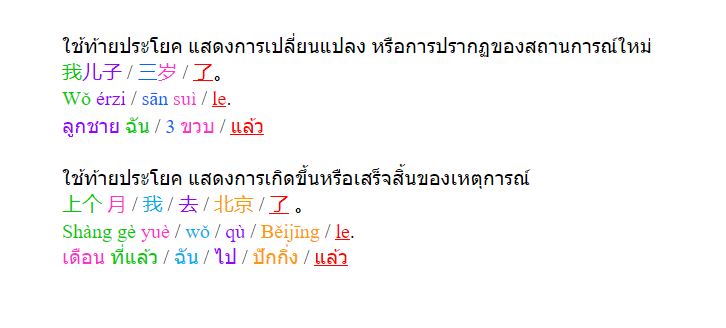 ใช้ท้ายประโยค แสดงการเปลี่ยนแปลง หรือการปรากฏของสถานการณ์ใหม่
我儿子 / 三岁 / 了。
Wǒ érzi / sān suì / le.
ลูกชาย ฉัน / 3 ขวบ / แล้ว
ใช้ท้ายประโยค แสดงการเกิดขึ้นหรือเสร็จสิ้นของเหตุการณ์
上个 月 / 我 / 去 / 北京 / 了 。
Shàng gè yuè / wǒ / qù / Běijīng / le.
เดือน ที่แล้ว / ฉัน / ไป / ปักกิ่ง / แล้ว